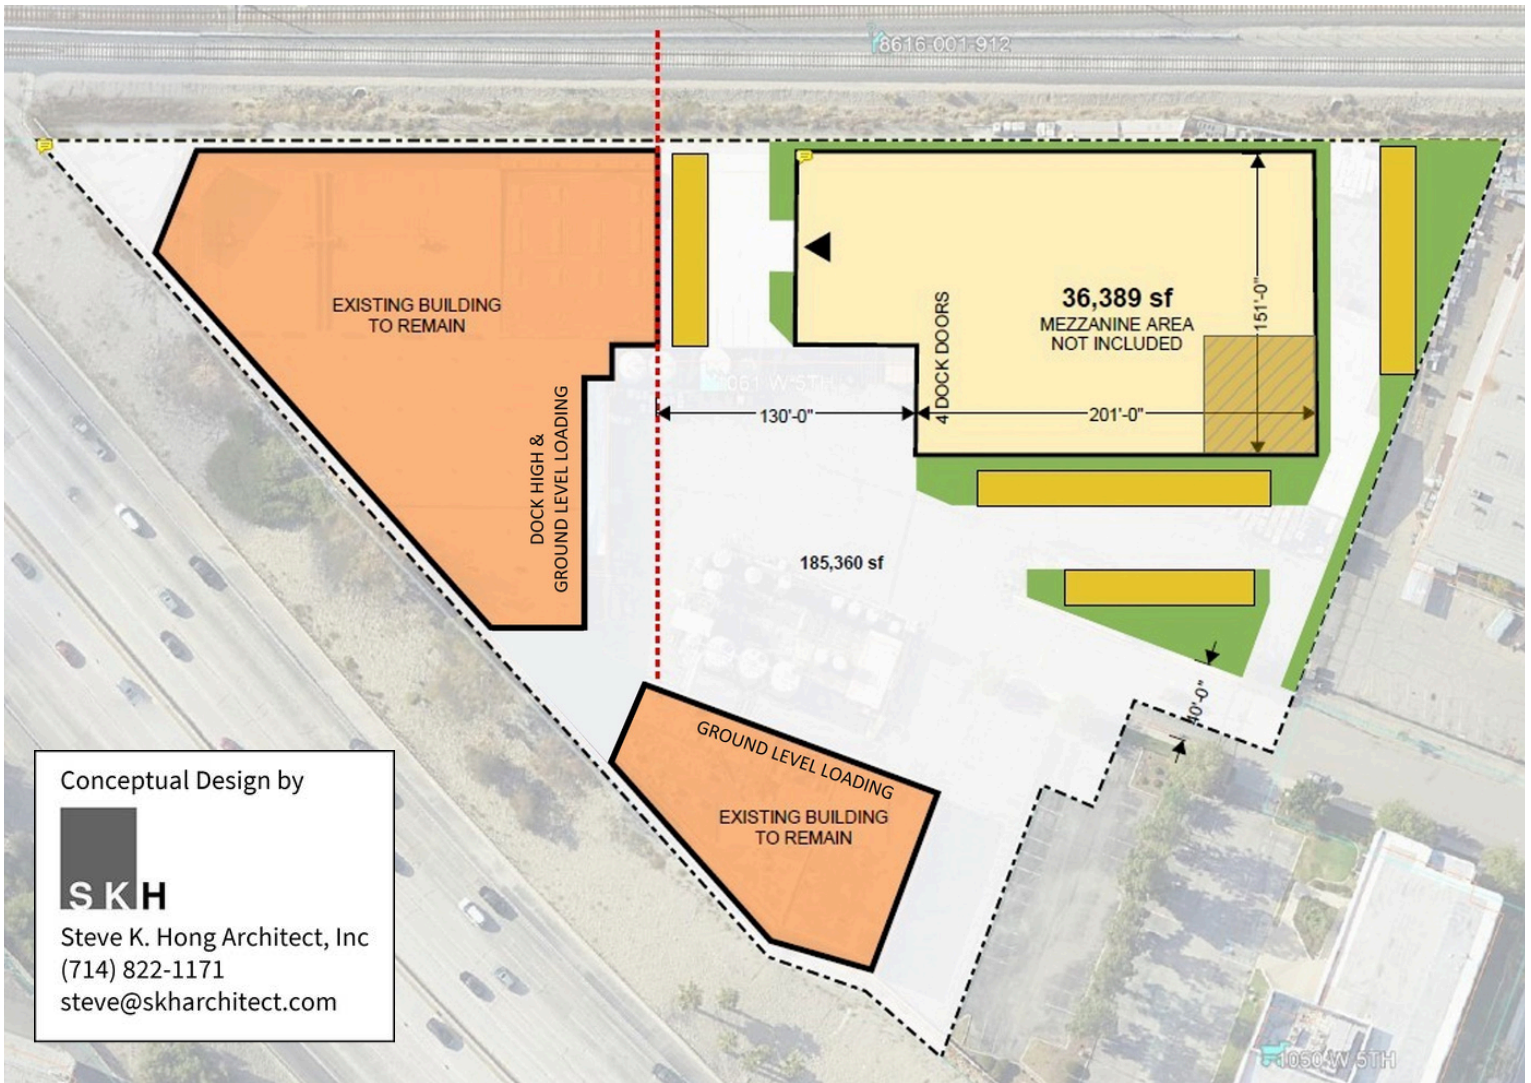 8616-001-912
EXISTING BUILDING
TO REMAIN
36,389 sf
MEZZANINE AREA
NOT INCLUDED
151'-0"
4 DOCK DOORS
061 W 5TH
130'-0"
201'-0"
DOCK HIGH &
GROUND LEVEL LOADING
185,360 sf
40'-0"
GROUND LEVEL LOADING
EXISTING BUILDING
TO REMAIN
Conceptual Design by
SKH
Steve K. Hong Architect, Inc
(714) 822-1171
steve@skharchitect.com
1050 W 5TH